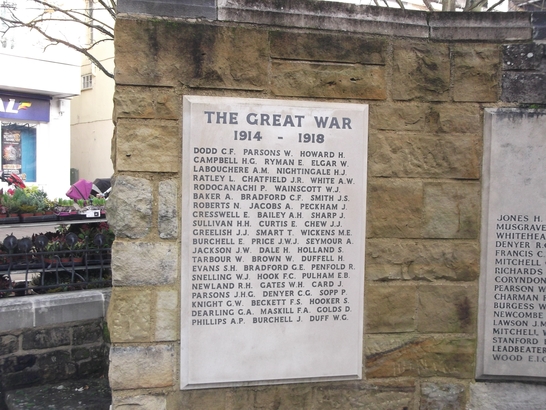 THE GREAT WAR
1914 - 1918
DODD C.F. PARSONS W. HOWARD H.
CAMPBELL H.G. RYMAN E. ELGAR W.
LABOUCHERE A.M. NIGHTINGALE H.J.
RATLEY L. CHATFIELD J.R. WHITE A.W.
RODOCANACHI P. WAINSCOTT W.J.
BAKER A. BRADFORD C.F. SMITH J.S.
ROBERTS N. JACOBS A. PECKHAM J.
CRESSWELL E. BAILEY A.H. SHARP J.
SULLIVAN H.H. CURTIS E. CHEW J.J.
GREELISH J.J. SMART T. WICKENS M.E.
BURCHELL E. PRICE J.W.J. SEYMOUR A.
JACKSON J.W. DALE H. HOLLAND S.
TARBOUR W. BROWN W. DUFFELL H.
EVANS S.H. BRADFORD G.E. PENFOLD R.
SNELLING W.J. HOOK F.C. PULHAM E.B.
NEWLAND R.H. GATES W.H. CARD J.
PARSONS J.H.G. DENYER C.G. SOPP P.
KNIGHT G.W. BECKETT F.S. HOOKER S.
DEARLING G.A. MASKILL F.A. GOLDS D.
PHILLIPS A.P. BURCHELL J. DUFF W.G.
JONES H.
MUSGRAVE
WHITEHEA
DENYER R.
FRANCIS C.
MITCHELL
RICHARDS
CORYNDON
PEARSON W
CHARMAN
BURGESS W
NEWCOMBE
LAWSON J.M
MITCHELL, W
STANFORD
LEADBEATER
WOOD E.I.